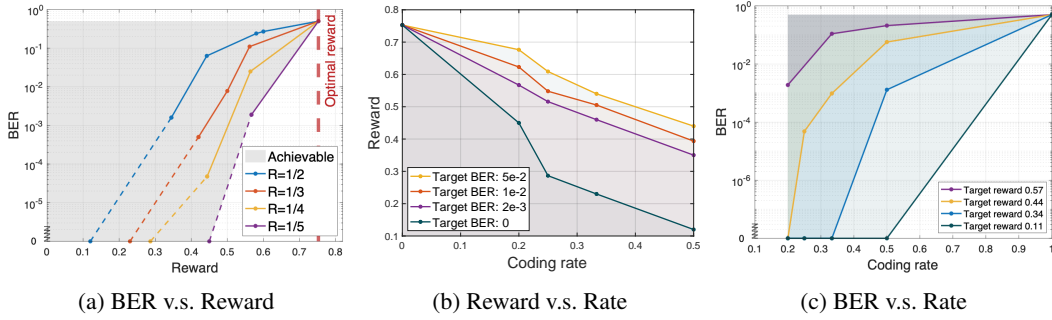 BER
10^0
10^-1
10^-2
10^-3
10^-4
10^-5
0
Achievable
R=1/2
R=1/3
R=1/4
R=1/5
Optimal reward
0 0.1 0.2 0.3 0.4 0.5 0.6 0.7 0.8
Reward
(a) BER v.s. Reward
Reward
0.8
0.7
0.6
0.5
0.4
0.3
0.2
0.1
Target BER: 5e-2
Target BER: 1e-2
Target BER: 2e-3
Target BER: 0
0 0.1 0.2 0.3 0.4 0.5
Coding rate
(b) Reward v.s. Rate
BER
10^0
10^-2
10^-4
10^-6
0
Target reward 0.57
Target reward 0.44
Target reward 0.34
Target reward 0.11
0.1 0.2 0.3 0.4 0.5 0.6 0.7 0.8 0.9
Coding rate
(c) BER v.s. Rate